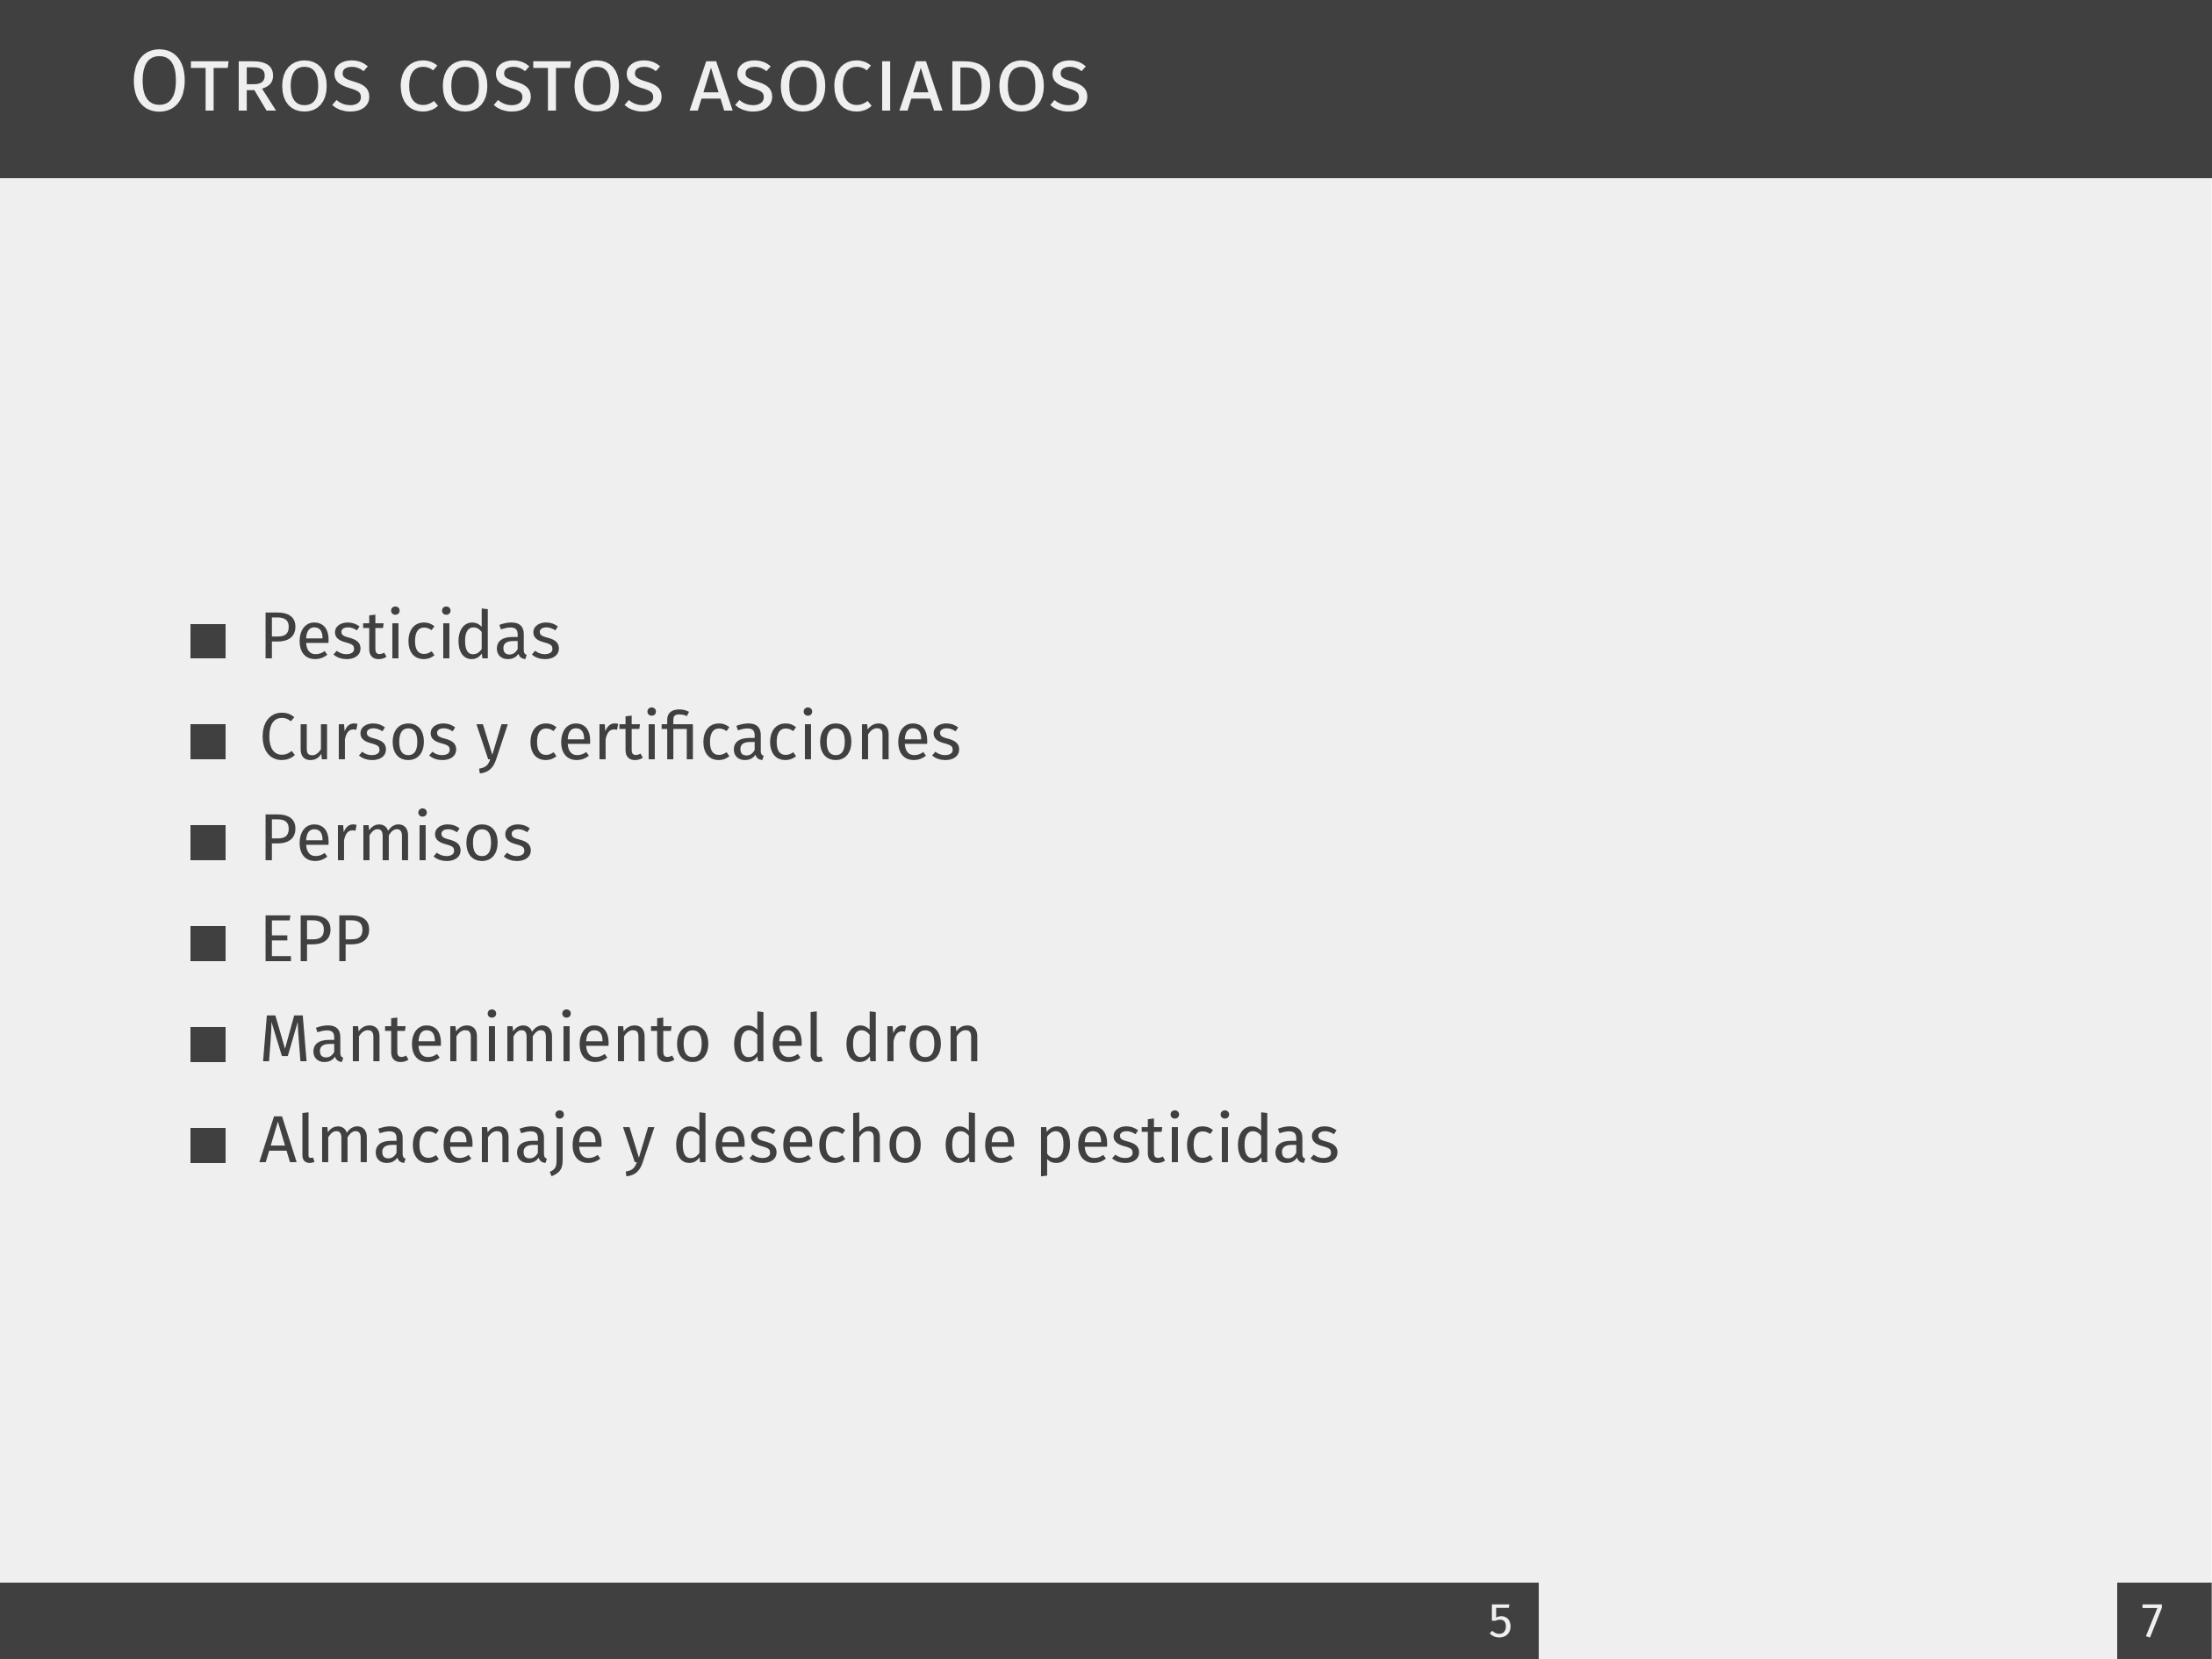 Otros costos asociados
Pesticidas
Cursos y certificaciones
Permisos
EPP
Mantenimiento del dron
Almacenaje y desecho de pesticidas
5
7